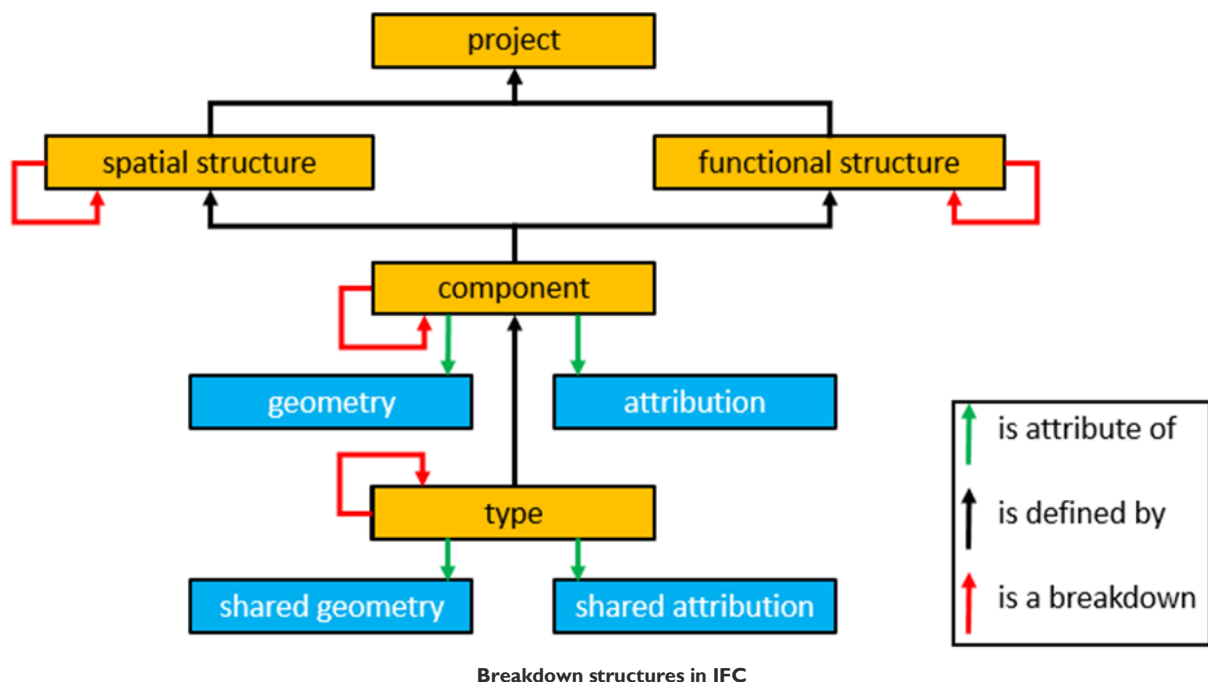 project
spatial structure
functional structure
component
geometry
attribution
type
shared geometry
shared attribution
is attribute of
is defined by
is a breakdown
Breakdown structures in IFC